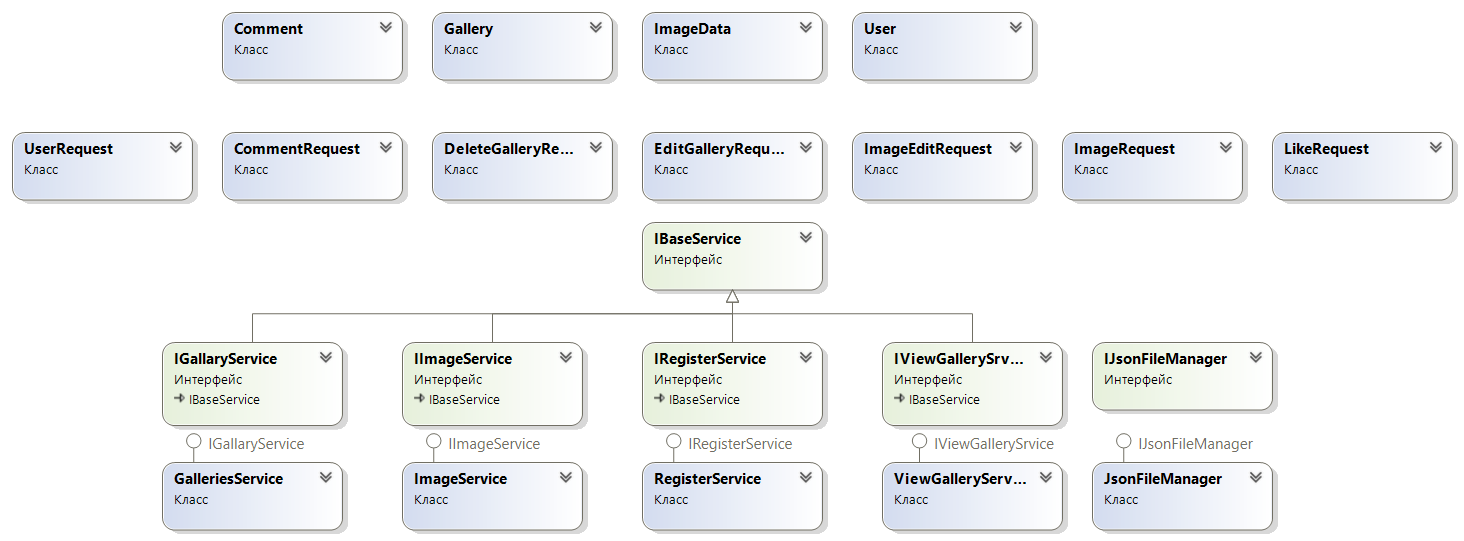 Comment
Класс
Gallery
Класс
ImageData
Класс
User
Класс
UserRequest
Класс
CommentRequest
Класс
DeleteGalleryRe...
Класс
EditGalleryRequ...
Класс
ImageEditRequest
Класс
ImageRequest
Класс
LikeRequest
Класс
IBaseService
Интерфейс
IGallaryService
Интерфейс
IBaseService
IImageService
Интерфейс
IBaseService
IRegisterService
Интерфейс
IBaseService
IViewGallerySrv...
Интерфейс
IBaseService
IJsonFileManager
Интерфейс
IGallaryService
IImageService
IRegisterService
IViewGallerySrvice
IJsonFileManager
GalleriesService
Класс
ImageService
Класс
RegisterService
Класс
ViewGalleryServ...
Класс
JsonFileManager
Класс